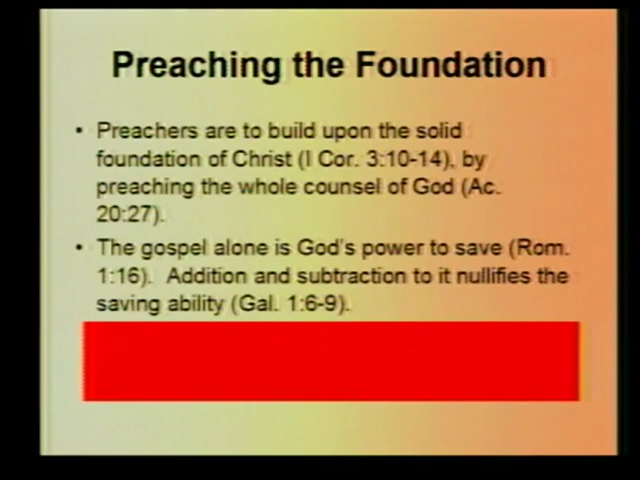 Preaching the Foundation
• Preachers are to build upon the solid
foundation of Christ (I Cor. 3:10-14), by
preaching the whole counsel of God (Ac.
20:27).
• The gospel alone is God's power to save (Rom.
1:16). Addition and subtraction to it nullifies the
saving ability (Gal. 1:6-9).